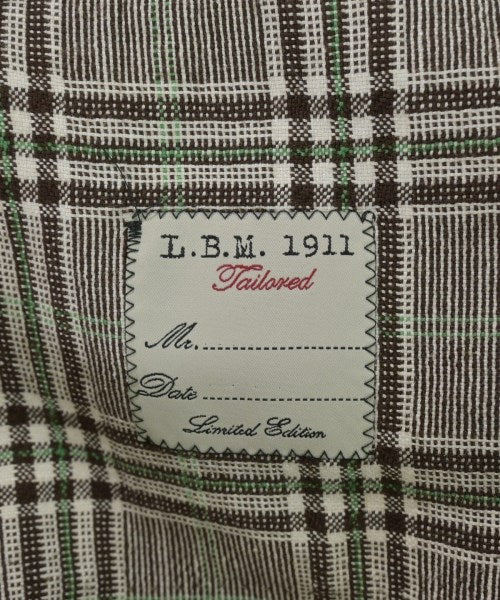 L.B.M. 1911
Tailored
Mr.
Date
Limited Edition